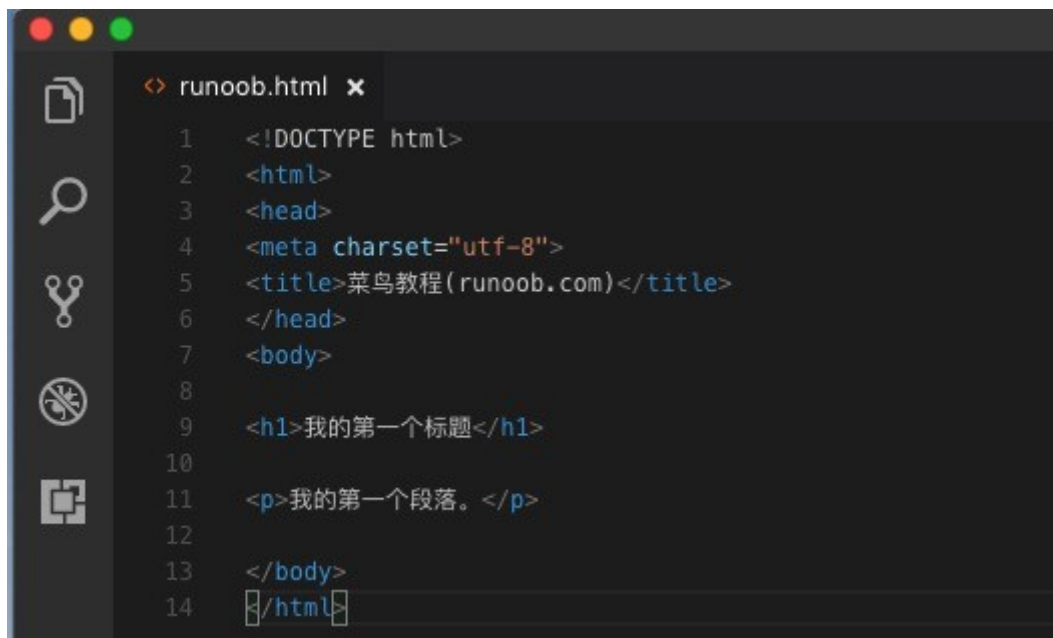 runoob.html
1 <!DOCTYPE html>
2 <html>
3 <head>
4 <meta charset="utf-8">
5 <title>菜鸟教程(runoob.com)</title>
6 </head>
7 <body>
8
9 <h1>我的第一个标题</h1>
10
11 <p>我的第一个段落。</p>
12
13 </body>
14 </html>